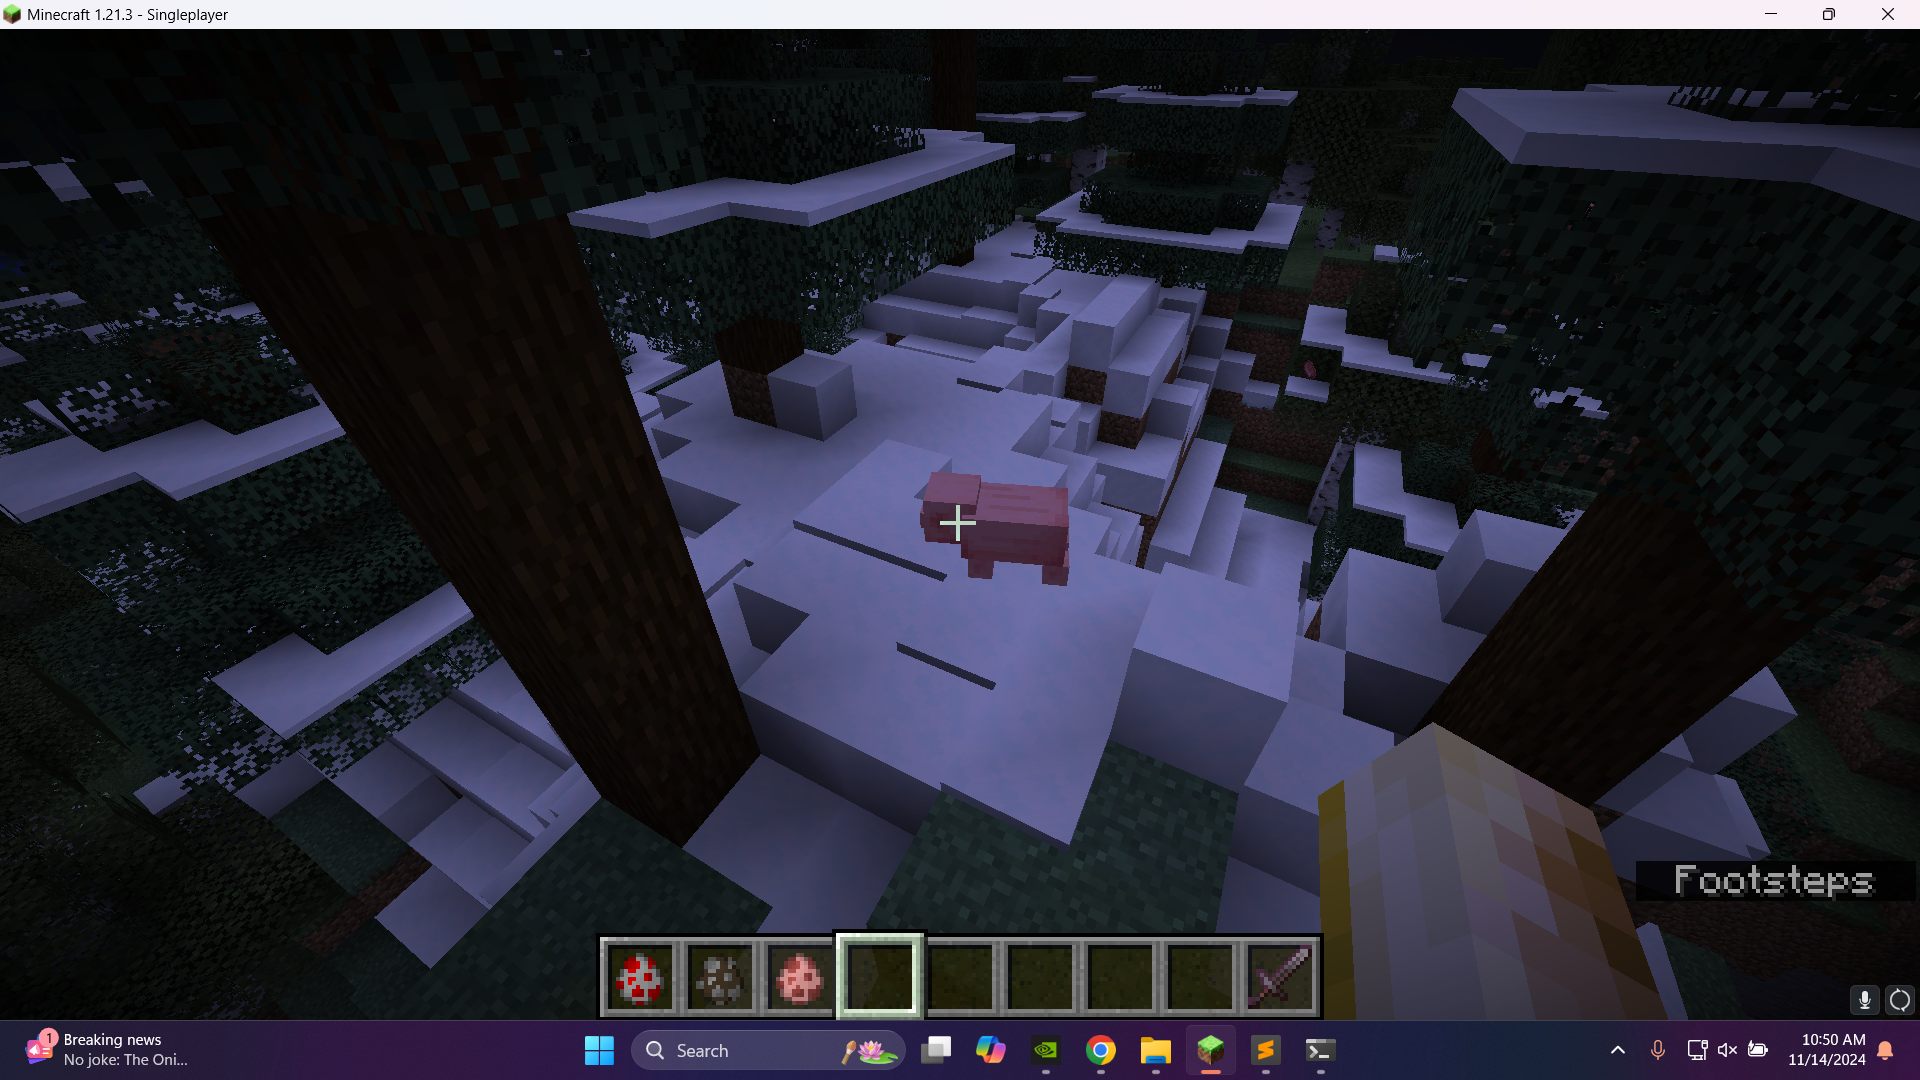 Minecraft 1.21.3 - Singleplayer
Footsteps
1
Breaking news
No joke: The Oni...
Search
10:50 AM
11/14/2024